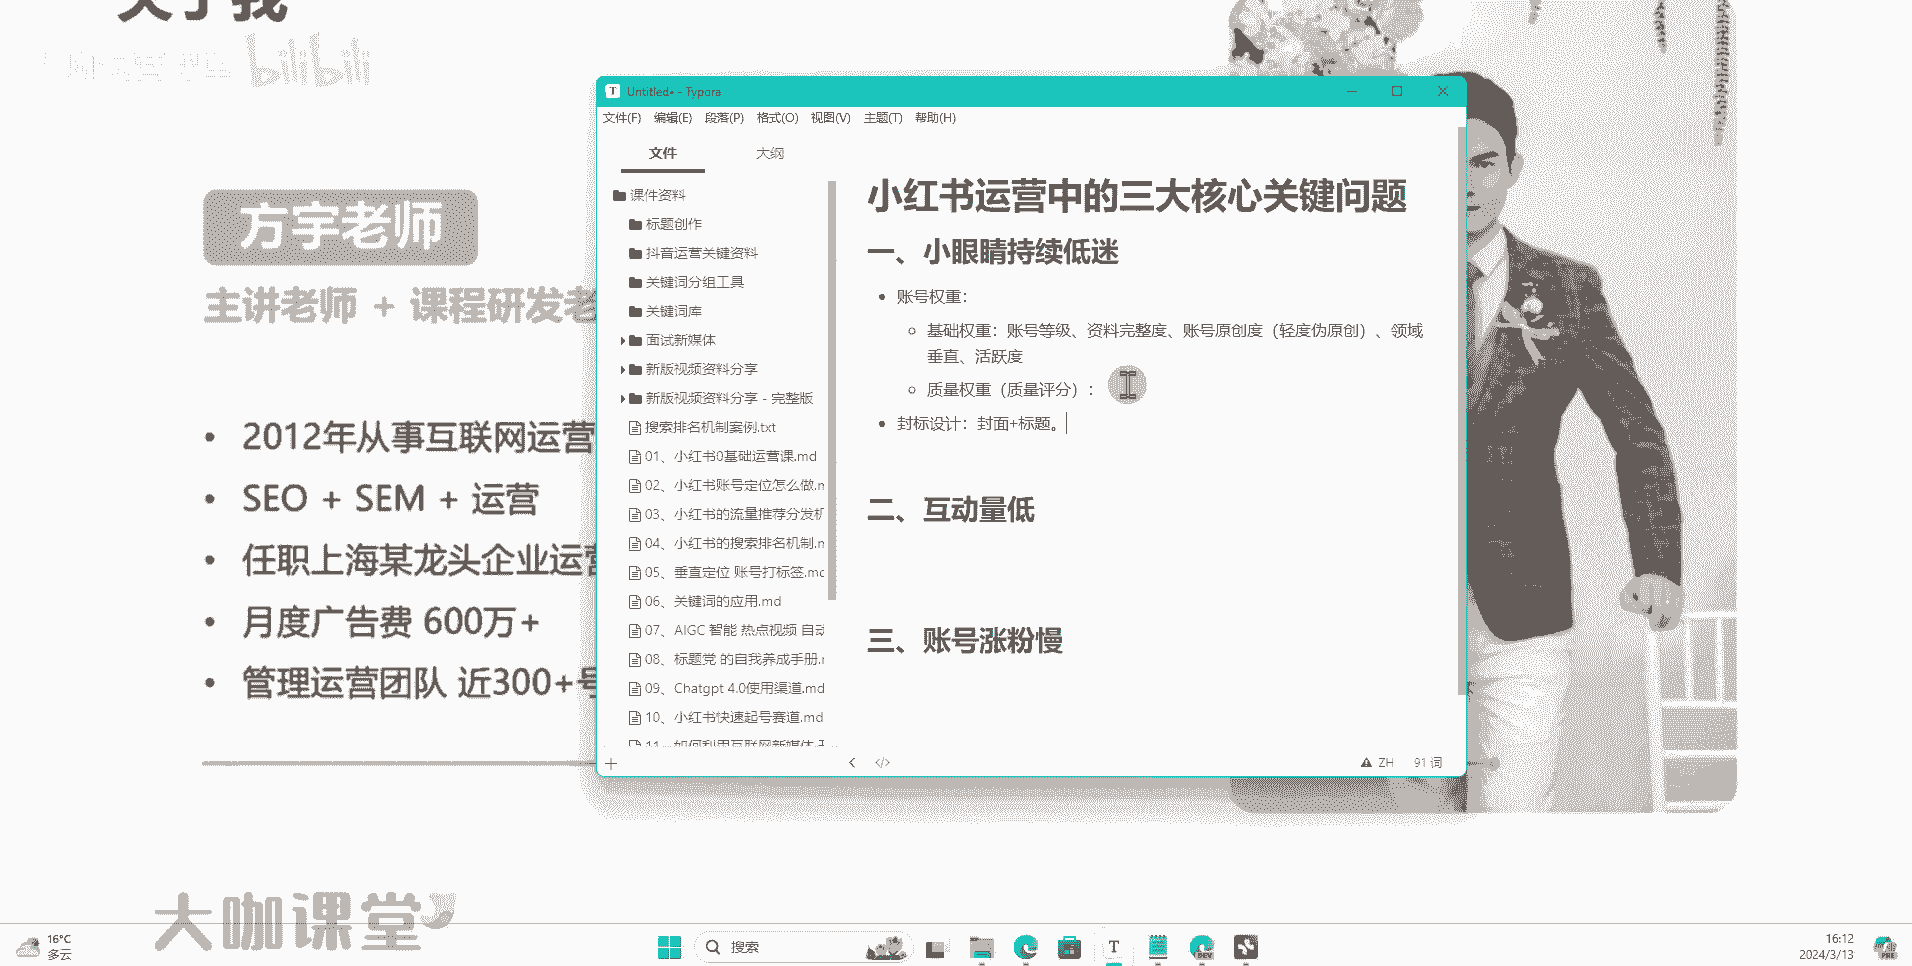 关于我
bilibili
方宇老师
主讲老师 + 课程研发老
• 2012年从事互联网运营
• SEO + SEM + 运营
• 任职上海某龙头企业运营
• 月度广告费 600万+
• 管理运营团队 近300+号
大咖课堂
Untitled• - Typora
文件(F) 编辑(E) 段落(P) 格式(O) 视图(V) 主题(T) 帮助(H)
文件 大纲
课件资料
标题创作
抖音运营关键资料
关键词分组工具
关键词库
面试新媒体
新版视频资料分享
新版视频资料分享 - 完整版
搜索排名机制案例.txt
01、小红书0基础运营课.md
02、小红书账号定位怎么做.m
03、小红书的流量推荐分发机
04、小红书的搜索排名机制.m
05、垂直定位 账号打标签.md
06、关键词的应用.md
07、AIGC 智能 热点视频 自动
08、标题党 的自我养成手册.m
09、Chatgpt 4.0使用渠道.md
10、小红书快速起号赛道.md
11、如何利用互联网新媒体
小红书运营中的三大核心关键问题
一、小眼睛持续低迷
• 账号权重：
○ 基础权重：账号等级、资料完整度、账号原创度（轻度伪原创）、领域
垂直、活跃度
○ 质量权重（质量评分）：
• 封标设计：封面+标题。
二、互动量低
三、账号涨粉慢
ZH 91 词
16°C
多云
搜索
T
DEV
16:12
2024/3/13
PRE